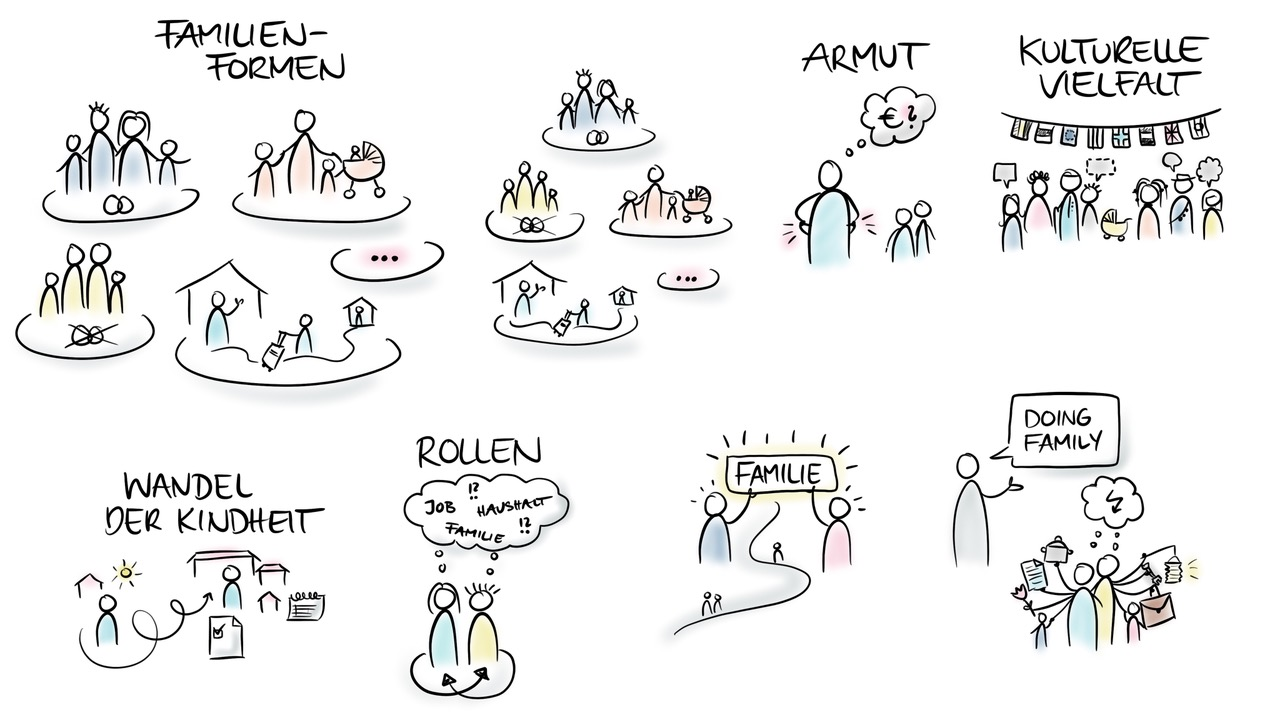 FAMILIEN-
FORMEN
ARMUT
€?
KULTURELLE
VIELFALT
WANDEL
DER KINDHEIT
ROLLEN
!?
JOB HAUSHALT
FAMILIE !?
FAMILIE
DOING
FAMILY